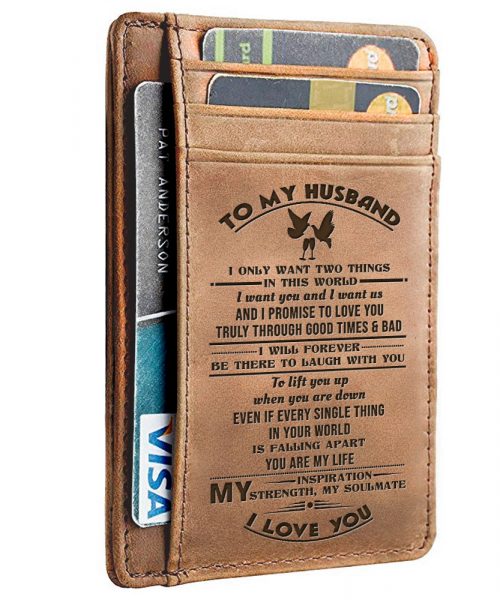 TO MY HUSBAND
I ONLY WANT TWO THINGS
IN THIS WORLD
I want you and I want us
AND I PROMISE TO LOVE YOU
TRULY THROUGH GOOD TIMES & BAD
I WILL FOREVER
BE THERE TO LAUGH WITH YOU
To lift you up
when you are down
EVEN IF EVERY SINGLE THING
IN YOUR WORLD
IS FALLING APART
YOU ARE MY LIFE
MY INSPIRATION
STRENGTH, MY SOULMATE
I LOVE YOU
PAT ANDERSON
VISA